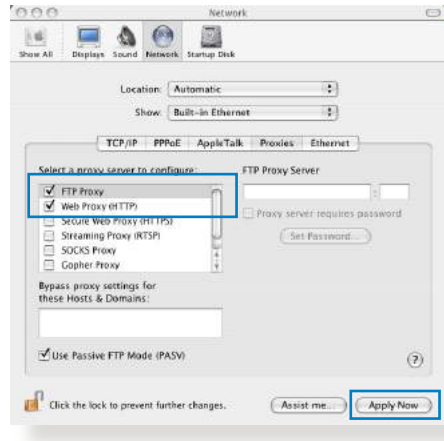 Network
Show All Displays Sound Network Startup Disk
Location: Automatic
Show: Built-in Ethernet
TCP/IP PPPoE AppleTalk Proxies Ethernet
Select a proxy server to configure: FTP Proxy Server
FTP Proxy :
Web Proxy (HTTP)
Secure Web Proxy (HTTPS) Proxy server requires password
Streaming Proxy (RTSP) Set Password...
SOCKS Proxy
Gopher Proxy
Bypass proxy settings for
these Hosts & Domains:
Use Passive FTP Mode (PASV) ?
Click the lock to prevent further changes. Assist me... Apply Now